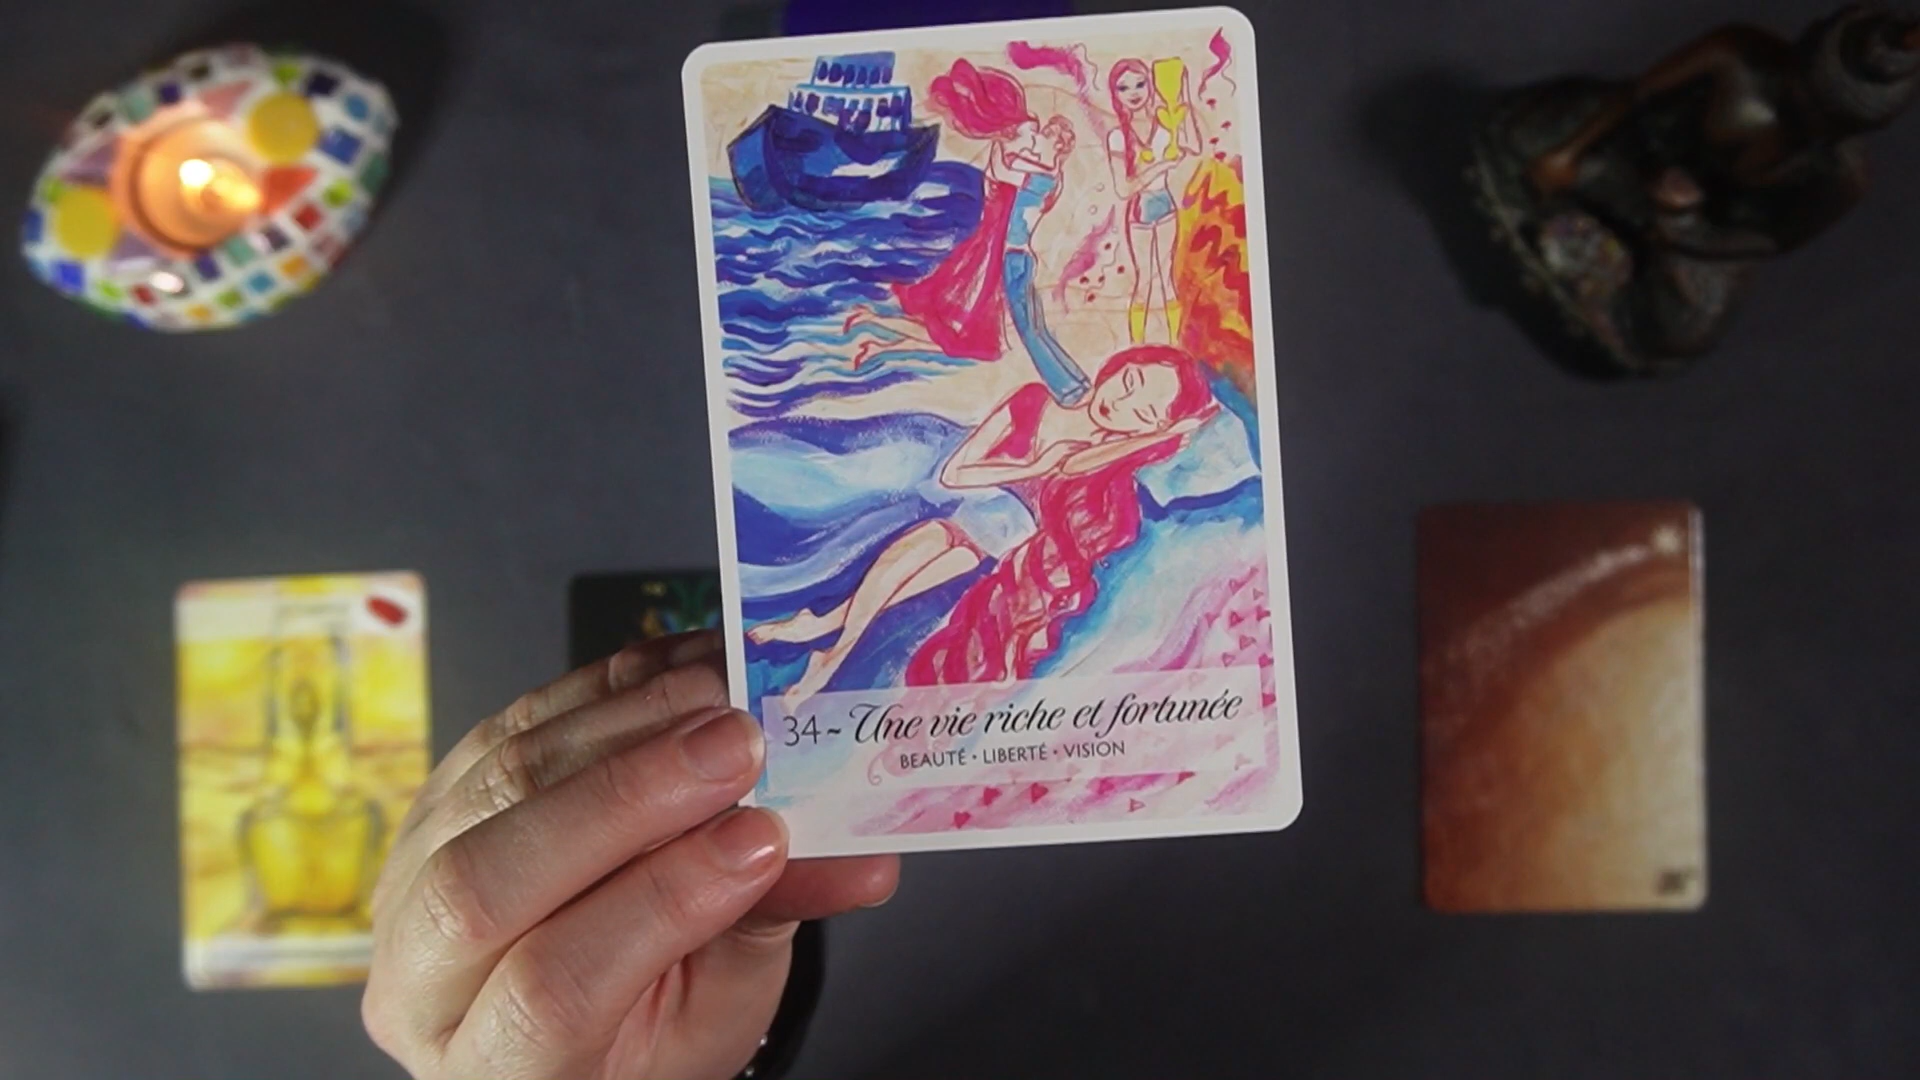 34~Une vie riche et fortunée
BEAUTÉ • LIBERTÉ • VISION